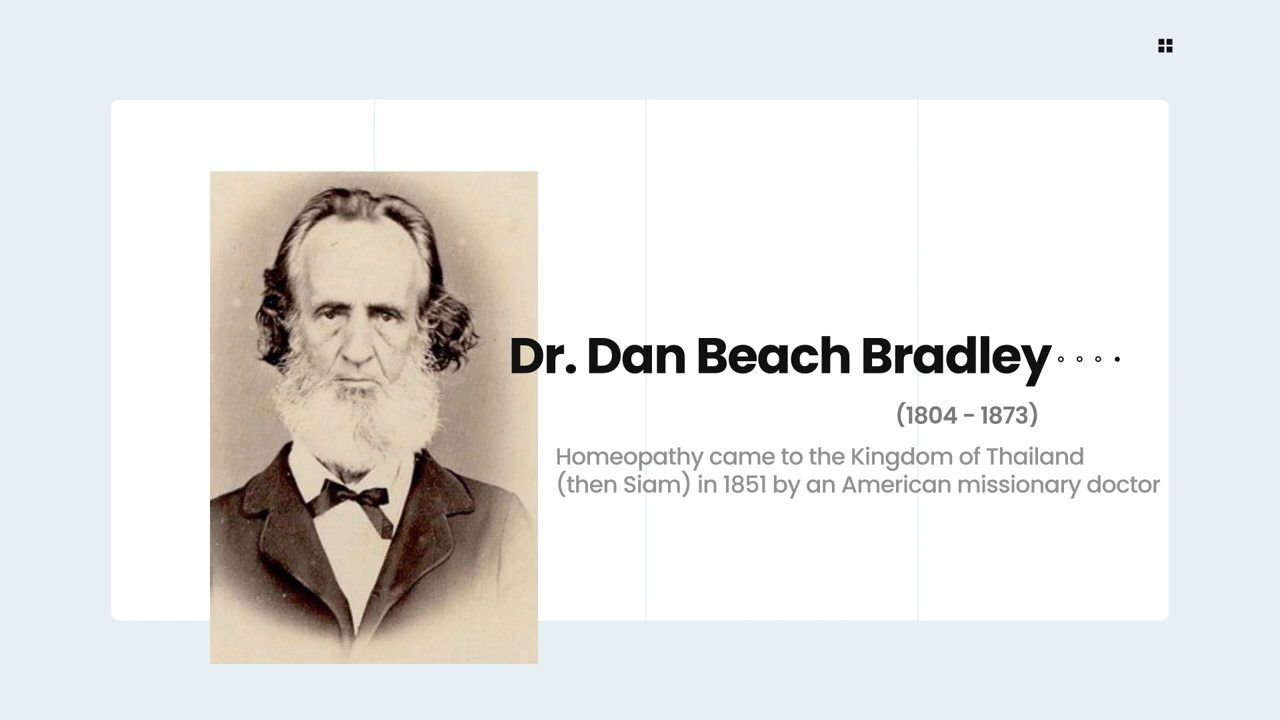 Dr. Dan Beach Bradley
(1804 - 1873)
Homeopathy came to the Kingdom of Thailand
(then Siam) in 1851 by an American missionary doctor